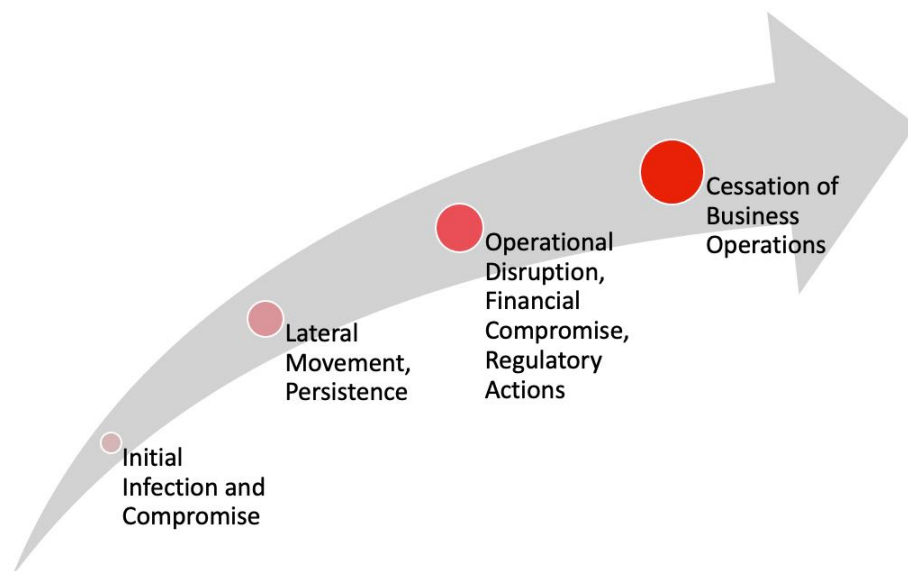 Initial
Infection and
Compromise
Lateral
Movement,
Persistence
Operational
Disruption,
Financial
Compromise,
Regulatory
Actions
Cessation of
Business
Operations